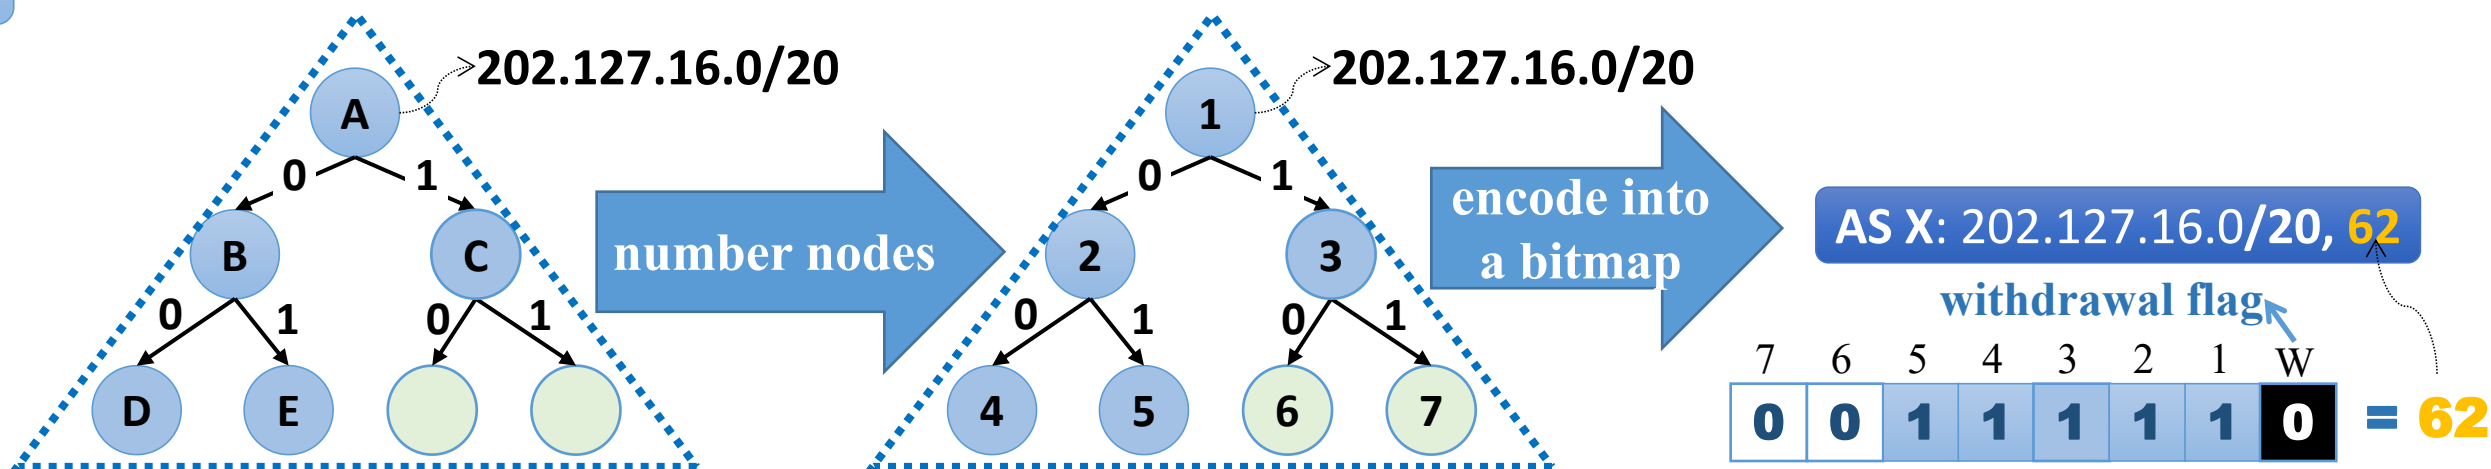 202.127.16.0/20
A
0 1
B C
0 1 0 1
D E
number nodes
202.127.16.0/20
1
0 1
2 3
0 1 0 1
4 5 6 7
encode into
a bitmap
AS X: 202.127.16.0/20, 62
withdrawal flag
7 6 5 4 3 2 1 W
0 0 1 1 1 1 1 0 = 62